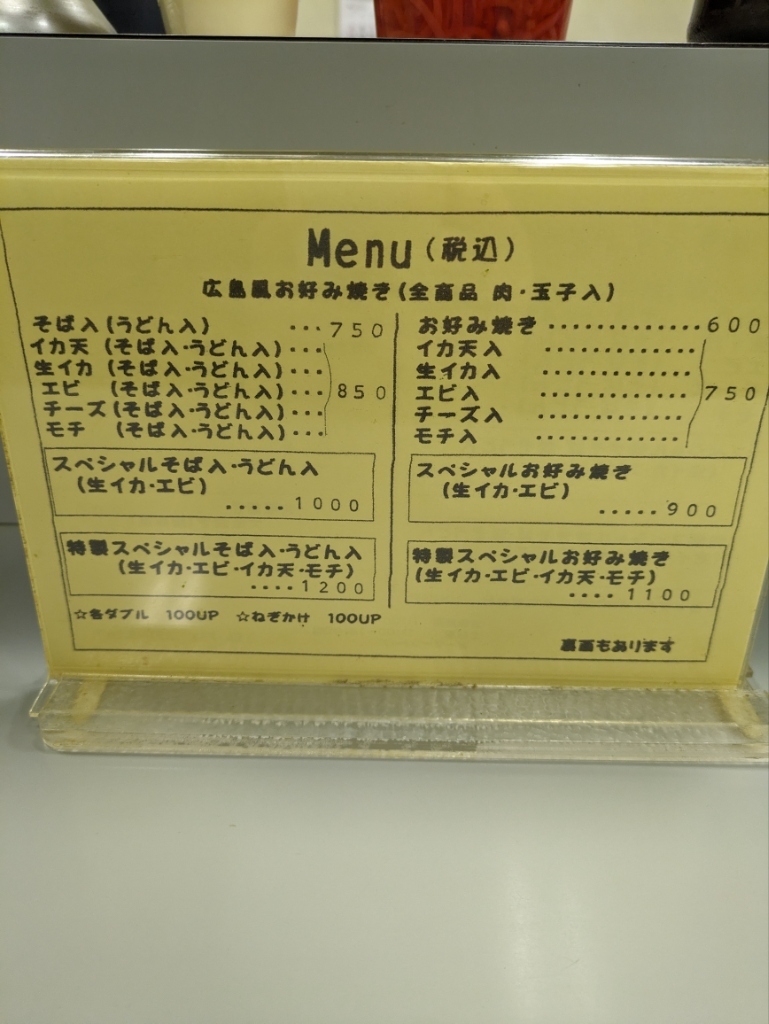 Menu(税込)
広島風お好み焼き(全商品 肉・玉子入)
そば入(うどん入) ・・・750
イカ天(そば入・うどん入)・・・
生イカ(そば入・うどん入)・・・
エビ (そば入・うどん入)・・・850
チーズ(そば入・うどん入)・・・
モチ (そば入・うどん入)・・・
スペシャルそば入・うどん入
(生イカ・エビ)
・・・・・1000
特製スペシャルそば入・うどん入
(生イカ・エビ・イカ天・モチ)
・・・・1200
☆各ダブル 100UP ☆ねぎかけ 100UP
お好み焼き・・・・・・・・・・・・・600
イカ天入 ・・・・・・・・・・・・
生イカ入 ・・・・・・・・・・・・
エビ入 ・・・・・・・・・・・・750
チーズ入 ・・・・・・・・・・・・
モチ入 ・・・・・・・・・・・・
スペシャルお好み焼き
(生イカ・エビ)
・・・・・900
特製スペシャルお好み焼き
(生イカ・エビ・イカ天・モチ)
・・・・1100
裏面もあります